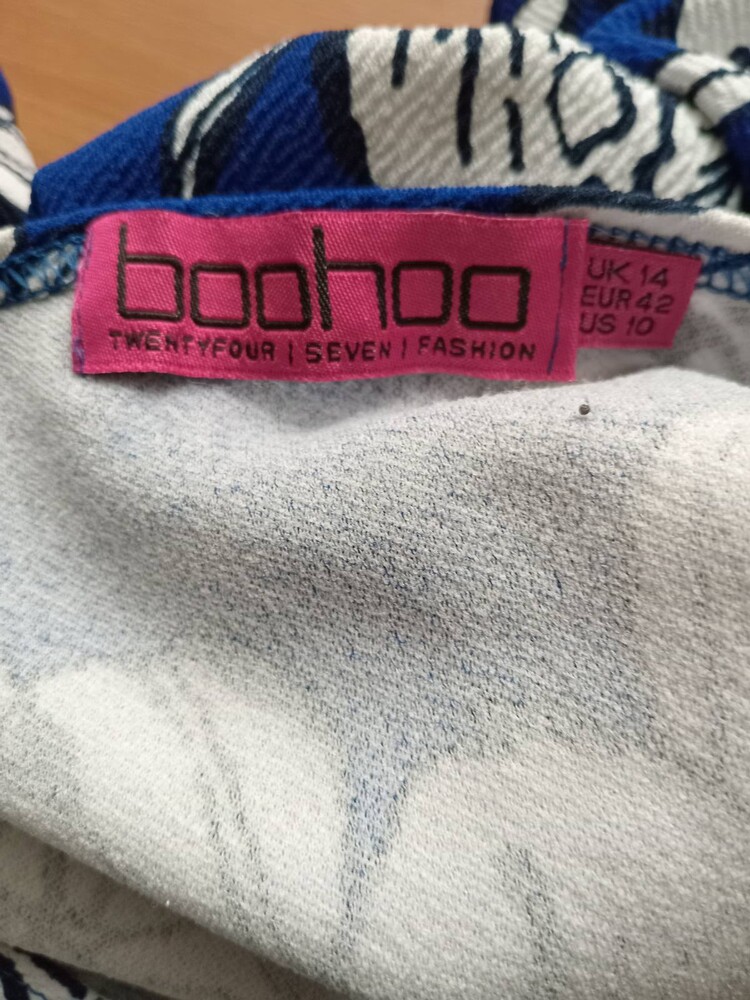 boohoo
TWENTYFOUR | SEVEN | FASHION
UK 14
EUR 42
US 10